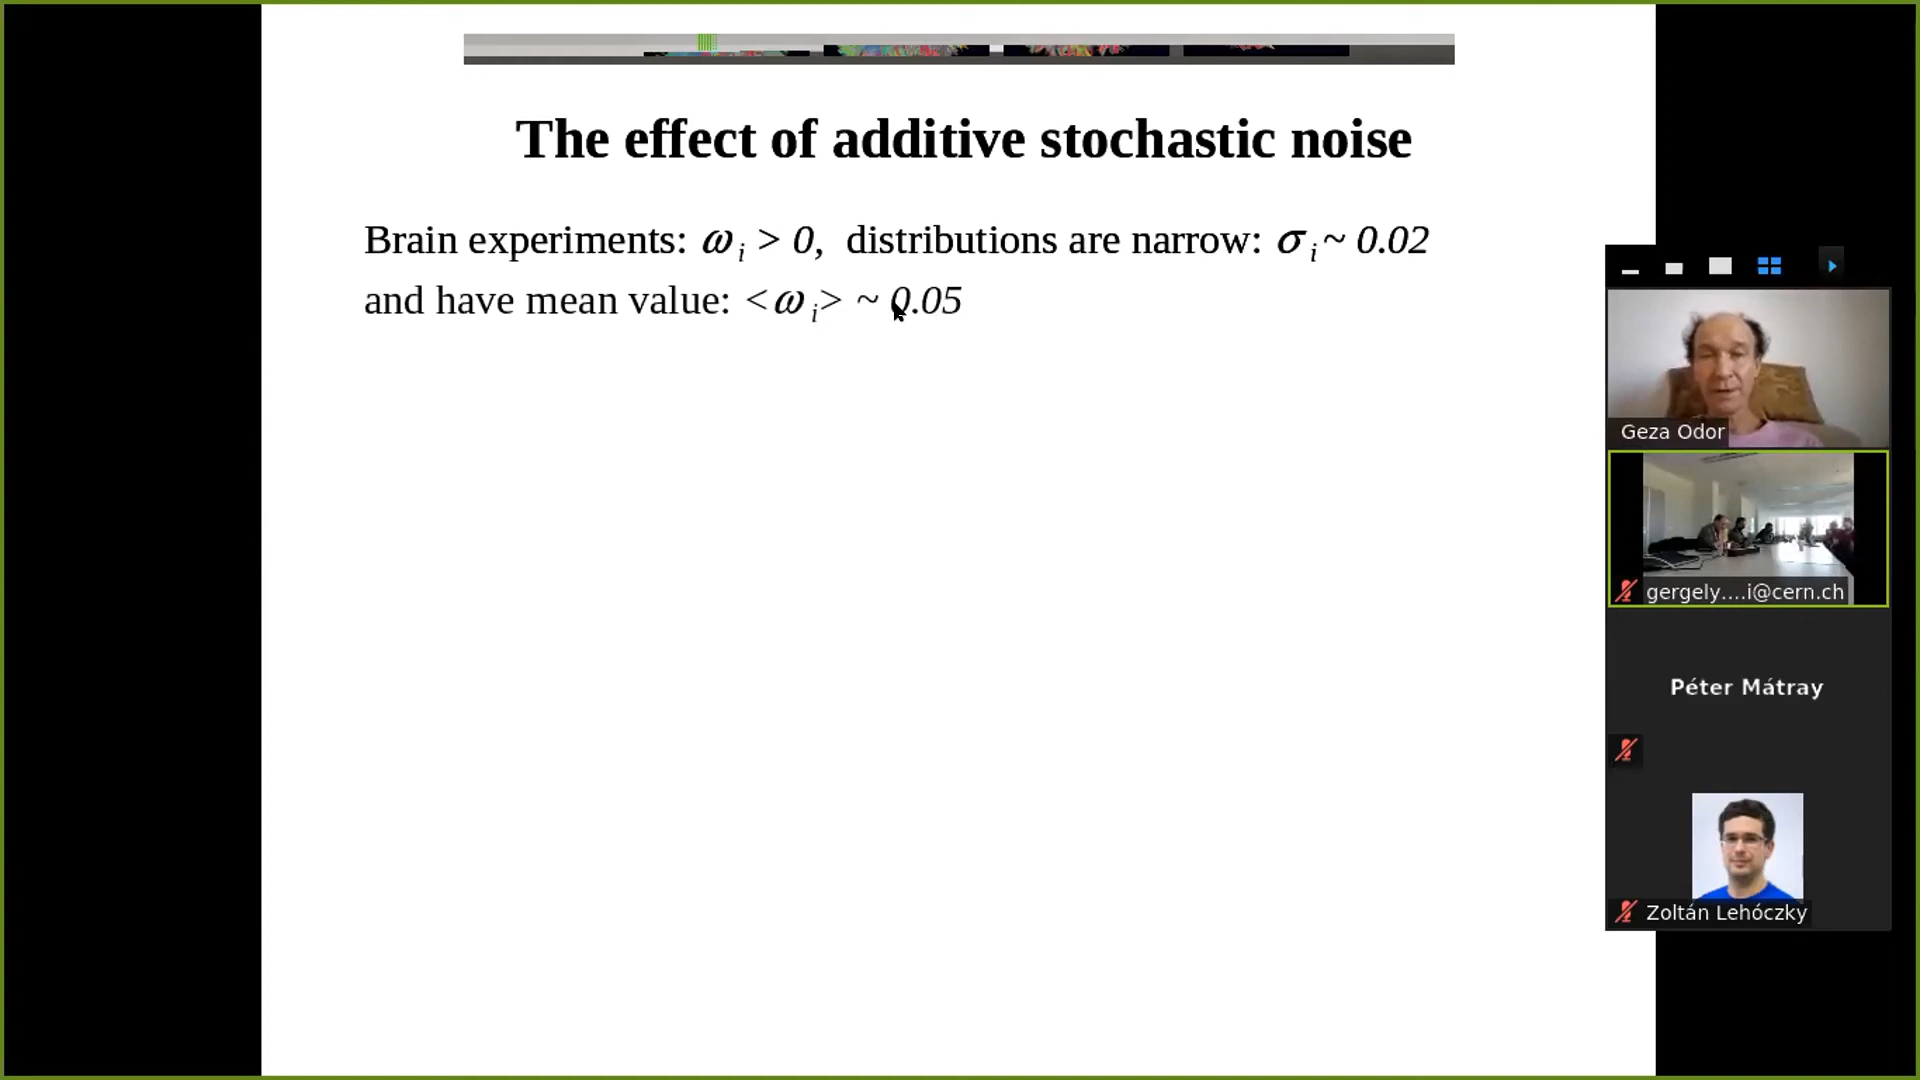 The effect of additive stochastic noise
Brain experiments: ω i > 0, distributions are narrow: σ i ~ 0.02
and have mean value: <ω i> ~ 0.05
Geza Odor
gergely....i@cern.ch
Péter Mátray
Zoltán Lehóczky